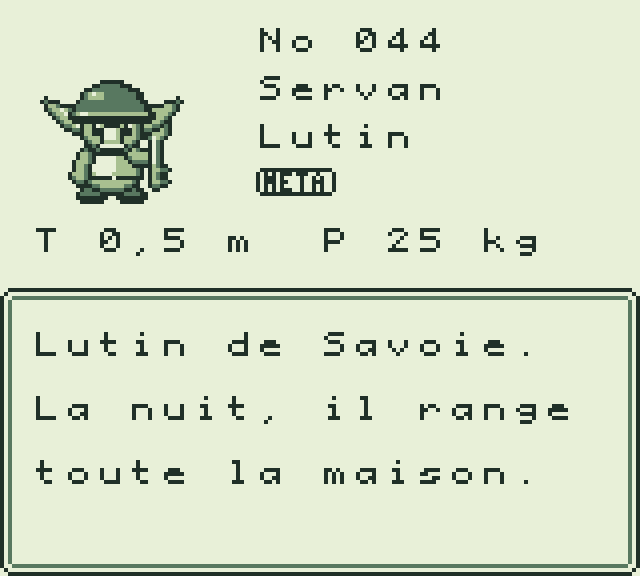 No 044
Servan
Lutin
META
T 0,5 m P 25 kg
Lutin de Savoie.
La nuit, il range
toute la maison.